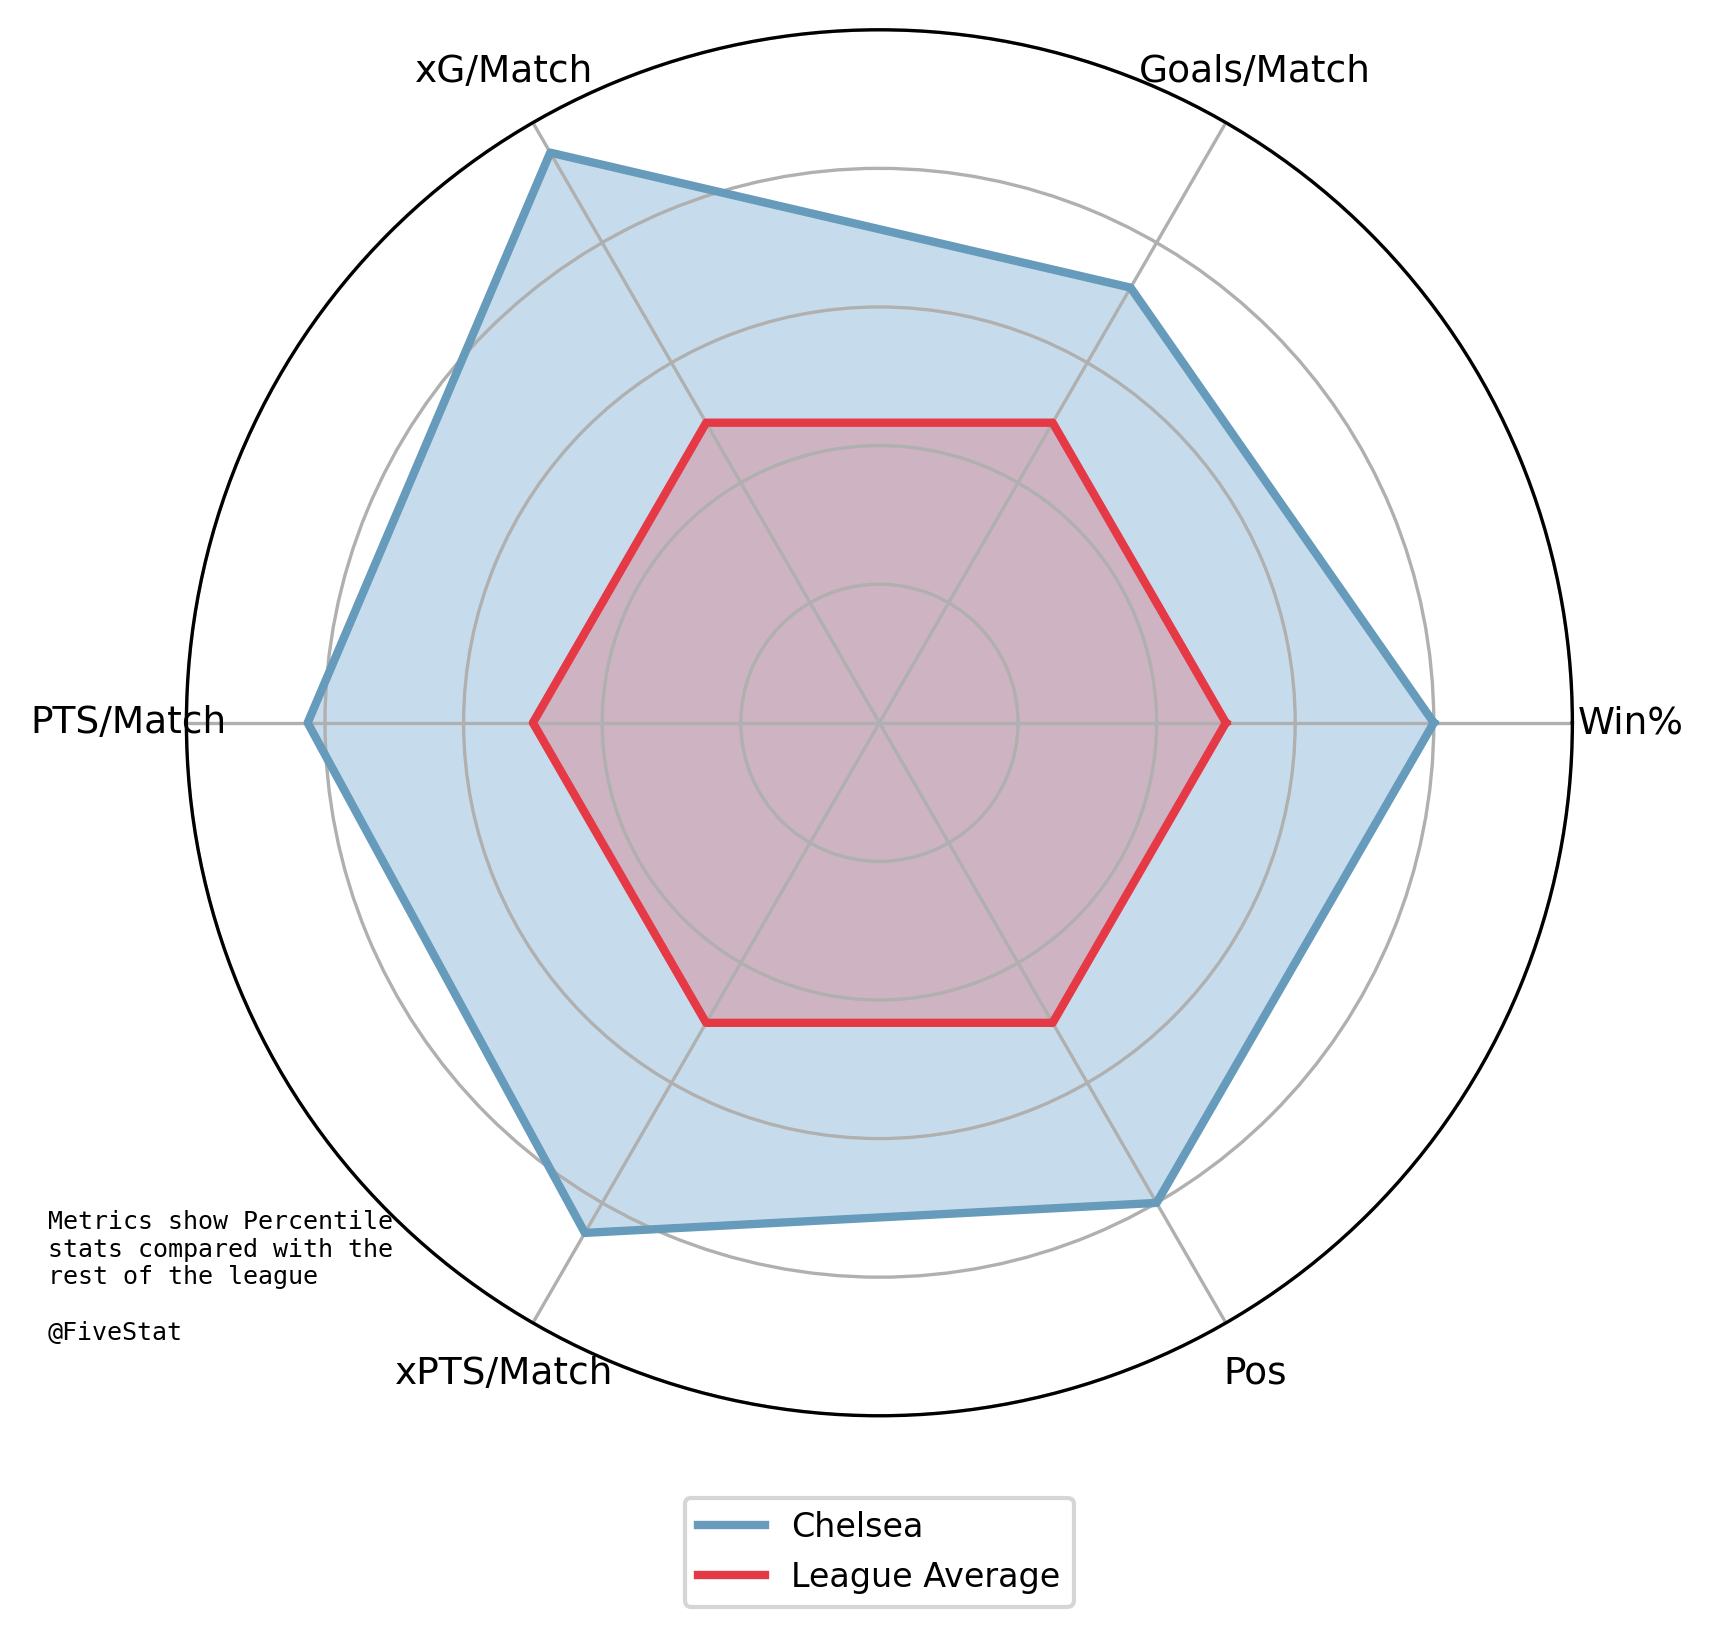 xG/Match
Goals/Match
PTS/Match
Win%
Metrics show Percentile
stats compared with the
rest of the league
@FiveStat
xPTS/Match
Pos
Chelsea
League Average